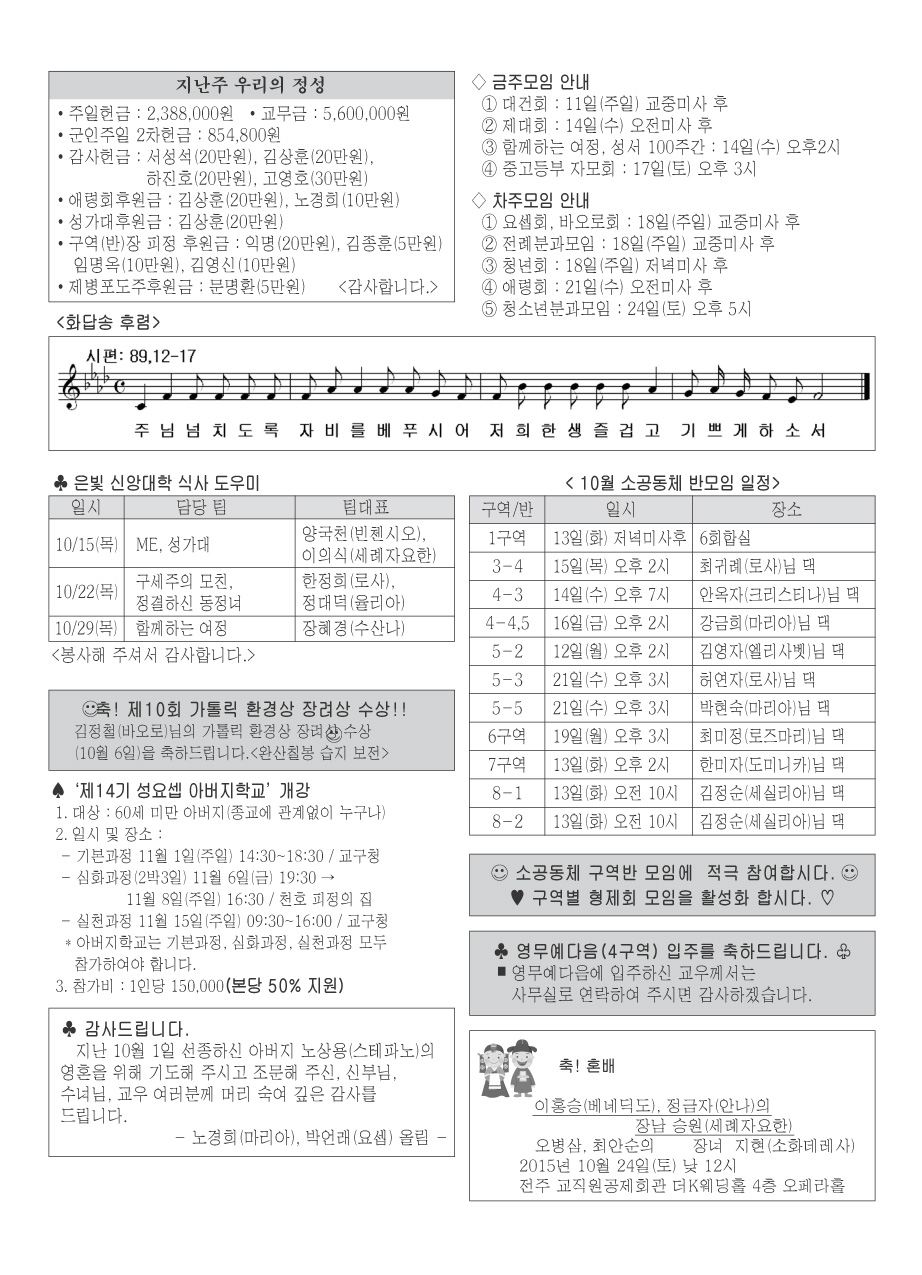 지난주 우리의 정성
• 주일헌금 : 2,388,000원 • 교무금 : 5,600,000원
• 군인주일 2차헌금 : 854,800원
• 감사헌금 : 서성석(20만원), 김상훈(20만원),
하진호(20만원), 고영호(30만원)
• 애령회후원금 : 김상훈(20만원), 노경희(10만원)
• 성가대후원금 : 김상훈(20만원)
• 구역(반)장 피정 후원금 : 익명(20만원), 김종훈(5만원)
임명옥(10만원), 김영신(10만원)
• 제병포도주후원금 : 문명환(5만원) <감사합니다.>
◇ 금주모임 안내
① 대건회 : 11일(주일) 교중미사 후
② 제대회 : 14일(수) 오전미사 후
③ 함께하는 여정, 성서 100주간 : 14일(수) 오후2시
④ 중고등부 자모회 : 17일(토) 오후 3시
◇ 차주모임 안내
① 요셉회, 바오로회 : 18일(주일) 교중미사 후
② 전례분과모임 : 18일(주일) 교중미사 후
③ 청년회 : 18일(주일) 저녁미사 후
④ 애령회 : 21일(수) 오전미사 후
⑤ 청소년분과모임 : 24일(토) 오후 5시
<화답송 후렴>
시편: 89,12-17
주 님 넘 치 도 록 자 비 를 베 푸 시 어 저 희 한 생 즐 겁 고 기 쁘 게 하 소 서
♣ 은빛 신앙대학 식사 도우미
일시 담당 팀 팀대표
10/15(목) ME, 성가대 양국천(빈첸시오),
이의식(세례자요한)
10/22(목) 구세주의 모친, 한정희(로사),
정결하신 동정녀 정대덕(율리아)
10/29(목) 함께하는 여정 장혜경(수산나)
<봉사해 주셔서 감사합니다.>
☺축! 제10회 가톨릭 환경상 장려상 수상!!
김정철(바오로)님의 가톨릭 환경상 장려상 수상
(10월 6일)을 축하드립니다.<완산칠봉 습지 보전>
♠ ‘제14기 성요셉 아버지학교’ 개강
1. 대상 : 60세 미만 아버지(종교에 관계없이 누구나)
2. 일시 및 장소 :
- 기본과정 11월 1일(주일) 14:30~18:30 / 교구청
- 심화과정(2박3일) 11월 6일(금) 19:30 →
11월 8일(주일) 16:30 / 천호 피정의 집
- 실천과정 11월 15일(주일) 09:30~16:00 / 교구청
* 아버지학교는 기본과정, 심화과정, 실천과정 모두
참가하여야 합니다.
3. 참가비 : 1인당 150,000(본당 50% 지원)
♣ 감사드립니다.
지난 10월 1일 선종하신 아버지 노상용(스테파노)의
영혼을 위해 기도해 주시고 조문해 주신, 신부님,
수녀님, 교우 여러분께 머리 숙여 깊은 감사를
드립니다.
- 노경희(마리아), 박언래(요셉) 올림 -
< 10월 소공동체 반모임 일정>
구역/반 일시 장소
1구역 13일(화) 저녁미사후 6회합실
3-4 15일(목) 오후 2시 최귀례(로사)님 댁
4-3 14일(수) 오후 7시 안옥자(크리스티나)님 댁
4-4,5 16일(금) 오후 2시 강금희(마리아)님 댁
5-2 12일(월) 오후 2시 김영자(엘리사벳)님 댁
5-3 21일(수) 오후 3시 허연자(로사)님 댁
5-5 21일(수) 오후 3시 박현숙(마리아)님 댁
6구역 19일(월) 오후 3시 최미정(로즈마리)님 댁
7구역 13일(화) 오후 2시 한미자(도미니카)님 댁
8-1 13일(화) 오전 10시 김정순(세실리아)님 댁
8-2 13일(화) 오전 10시 김정순(세실리아)님 댁
☺ 소공동체 구역반 모임에 적극 참여합시다. ☺
♥ 구역별 형제회 모임을 활성화 합시다. ♡
♣ 영무예다음(4구역) 입주를 축하드립니다. ♧
■ 영무예다음에 입주하신 교우께서는
사무실로 연락하여 주시면 감사하겠습니다.
축! 혼배
이홍승(베네딕도), 정금자(안나)의
장남 승원(세례자요한)
오병삼, 최안순의 장녀 지현(소화데레사)
2015년 10월 24일(토) 낮 12시
전주 교직원공제회관 더K웨딩홀 4층 오페라홀